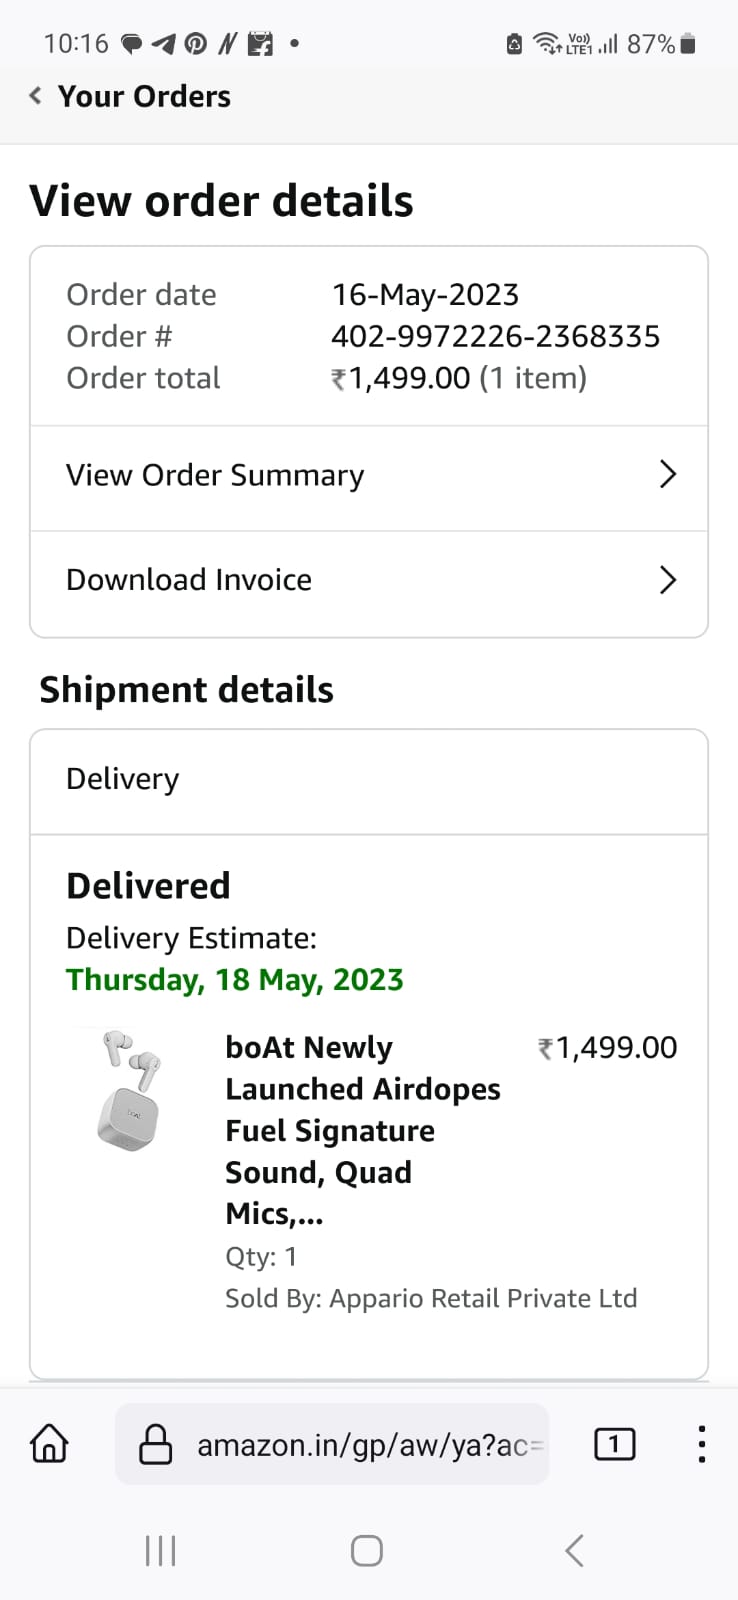 10:16
Vo))
LTE1
87%
Your Orders
View order details
Order date 16-May-2023
Order # 402-9972226-2368335
Order total ₹1,499.00 (1 item)
View Order Summary
Download Invoice
Shipment details
Delivery
Delivered
Delivery Estimate:
Thursday, 18 May, 2023
boAt Newly ₹1,499.00
Launched Airdopes
Fuel Signature
Sound, Quad
Mics,...
Qty: 1
Sold By: Appario Retail Private Ltd
amazon.in/gp/aw/ya?ac=
1